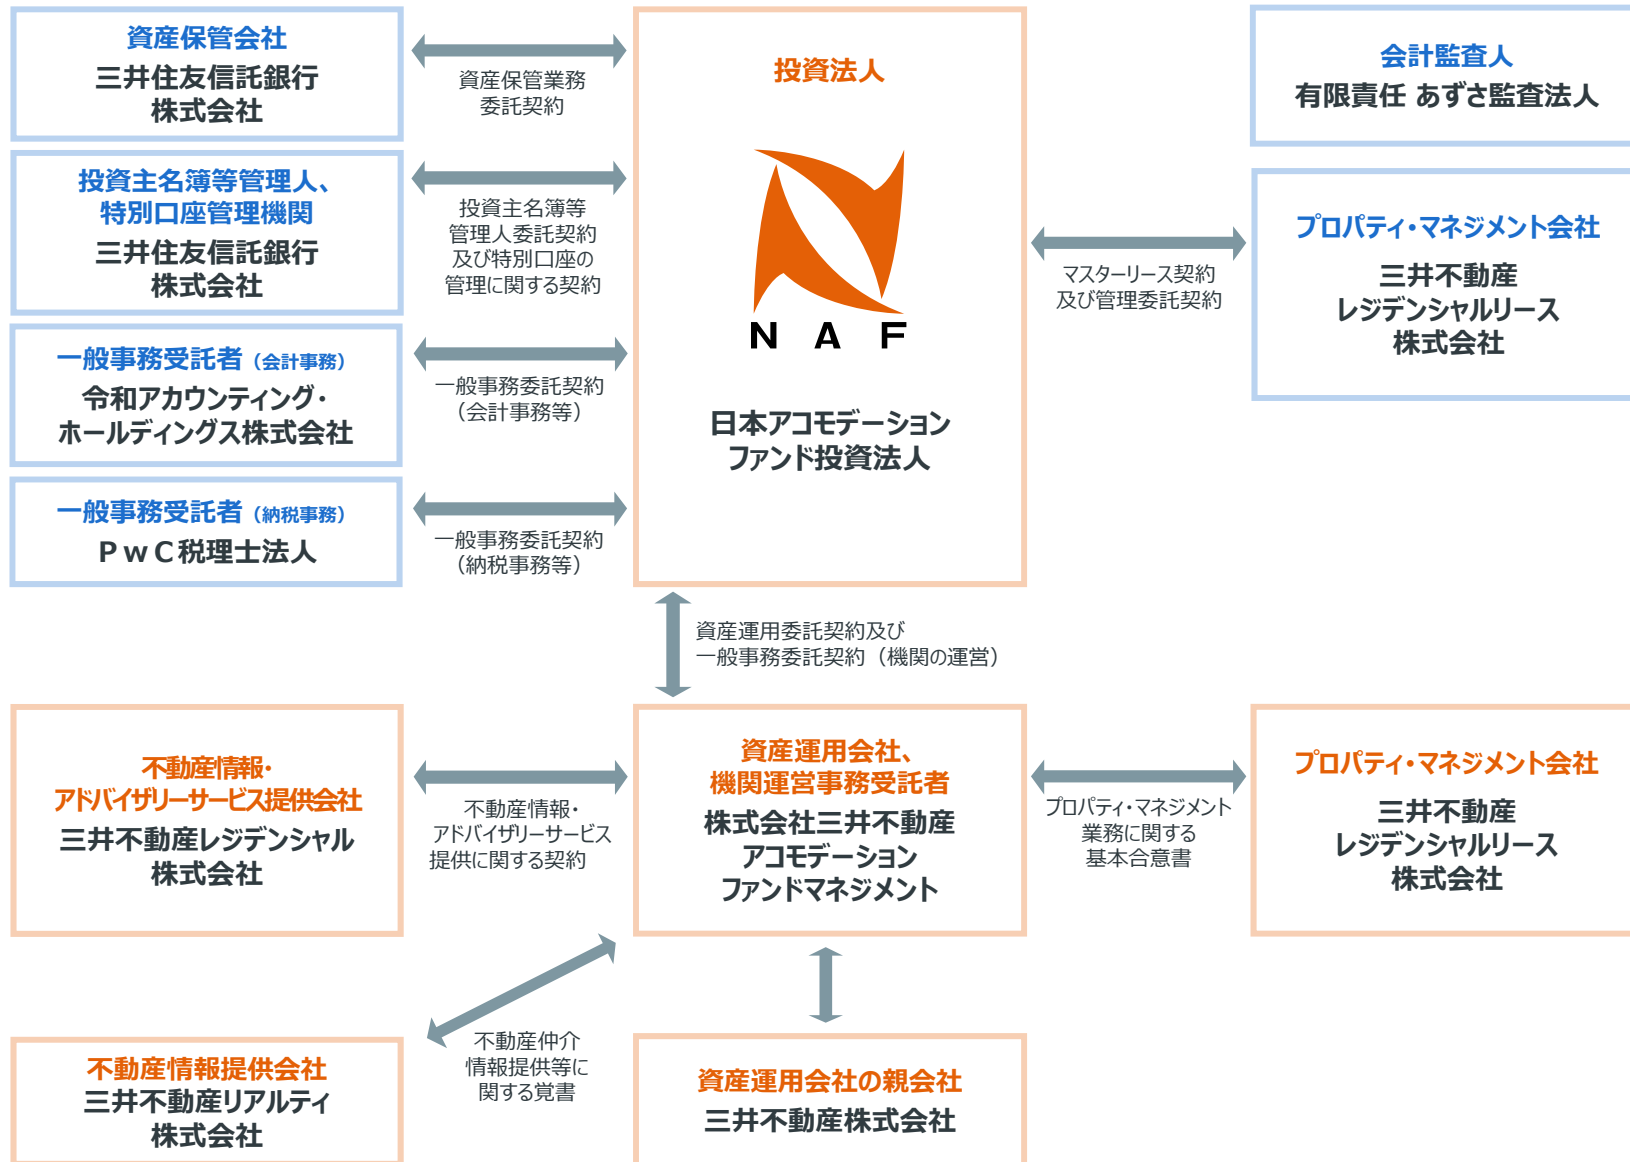 資産保管会社
三井住友信託銀行
株式会社
資産保管業務
委託契約
投資主名簿等管理人、
特別口座管理機関
三井住友信託銀行
株式会社
投資主名簿等
管理人委託契約
及び特別口座の
管理に関する契約
一般事務受託者（会計事務）
令和アカウンティング・
ホールディングス株式会社
一般事務委託契約
（会計事務等）
一般事務受託者（納税事務）
ＰｗＣ税理士法人
一般事務委託契約
（納税事務等）
投資法人
NAF
日本アコモデーション
ファンド投資法人
会計監査人
有限責任 あずさ監査法人
マスターリース契約
及び管理委託契約
プロパティ・マネジメント会社
三井不動産
レジデンシャルリース
株式会社
資産運用委託契約及び
一般事務委託契約（機関の運営）
不動産情報・
アドバイザリーサービス提供会社
三井不動産レジデンシャル
株式会社
不動産情報・
アドバイザリーサービス
提供に関する契約
資産運用会社、
機関運営事務受託者
株式会社三井不動産
アコモデーション
ファンドマネジメント
プロパティ・マネジメント
業務に関する
基本合意書
プロパティ・マネジメント会社
三井不動産
レジデンシャルリース
株式会社
不動産情報提供会社
三井不動産リアルティ
株式会社
不動産仲介
情報提供等に
関する覚書
資産運用会社の親会社
三井不動産株式会社